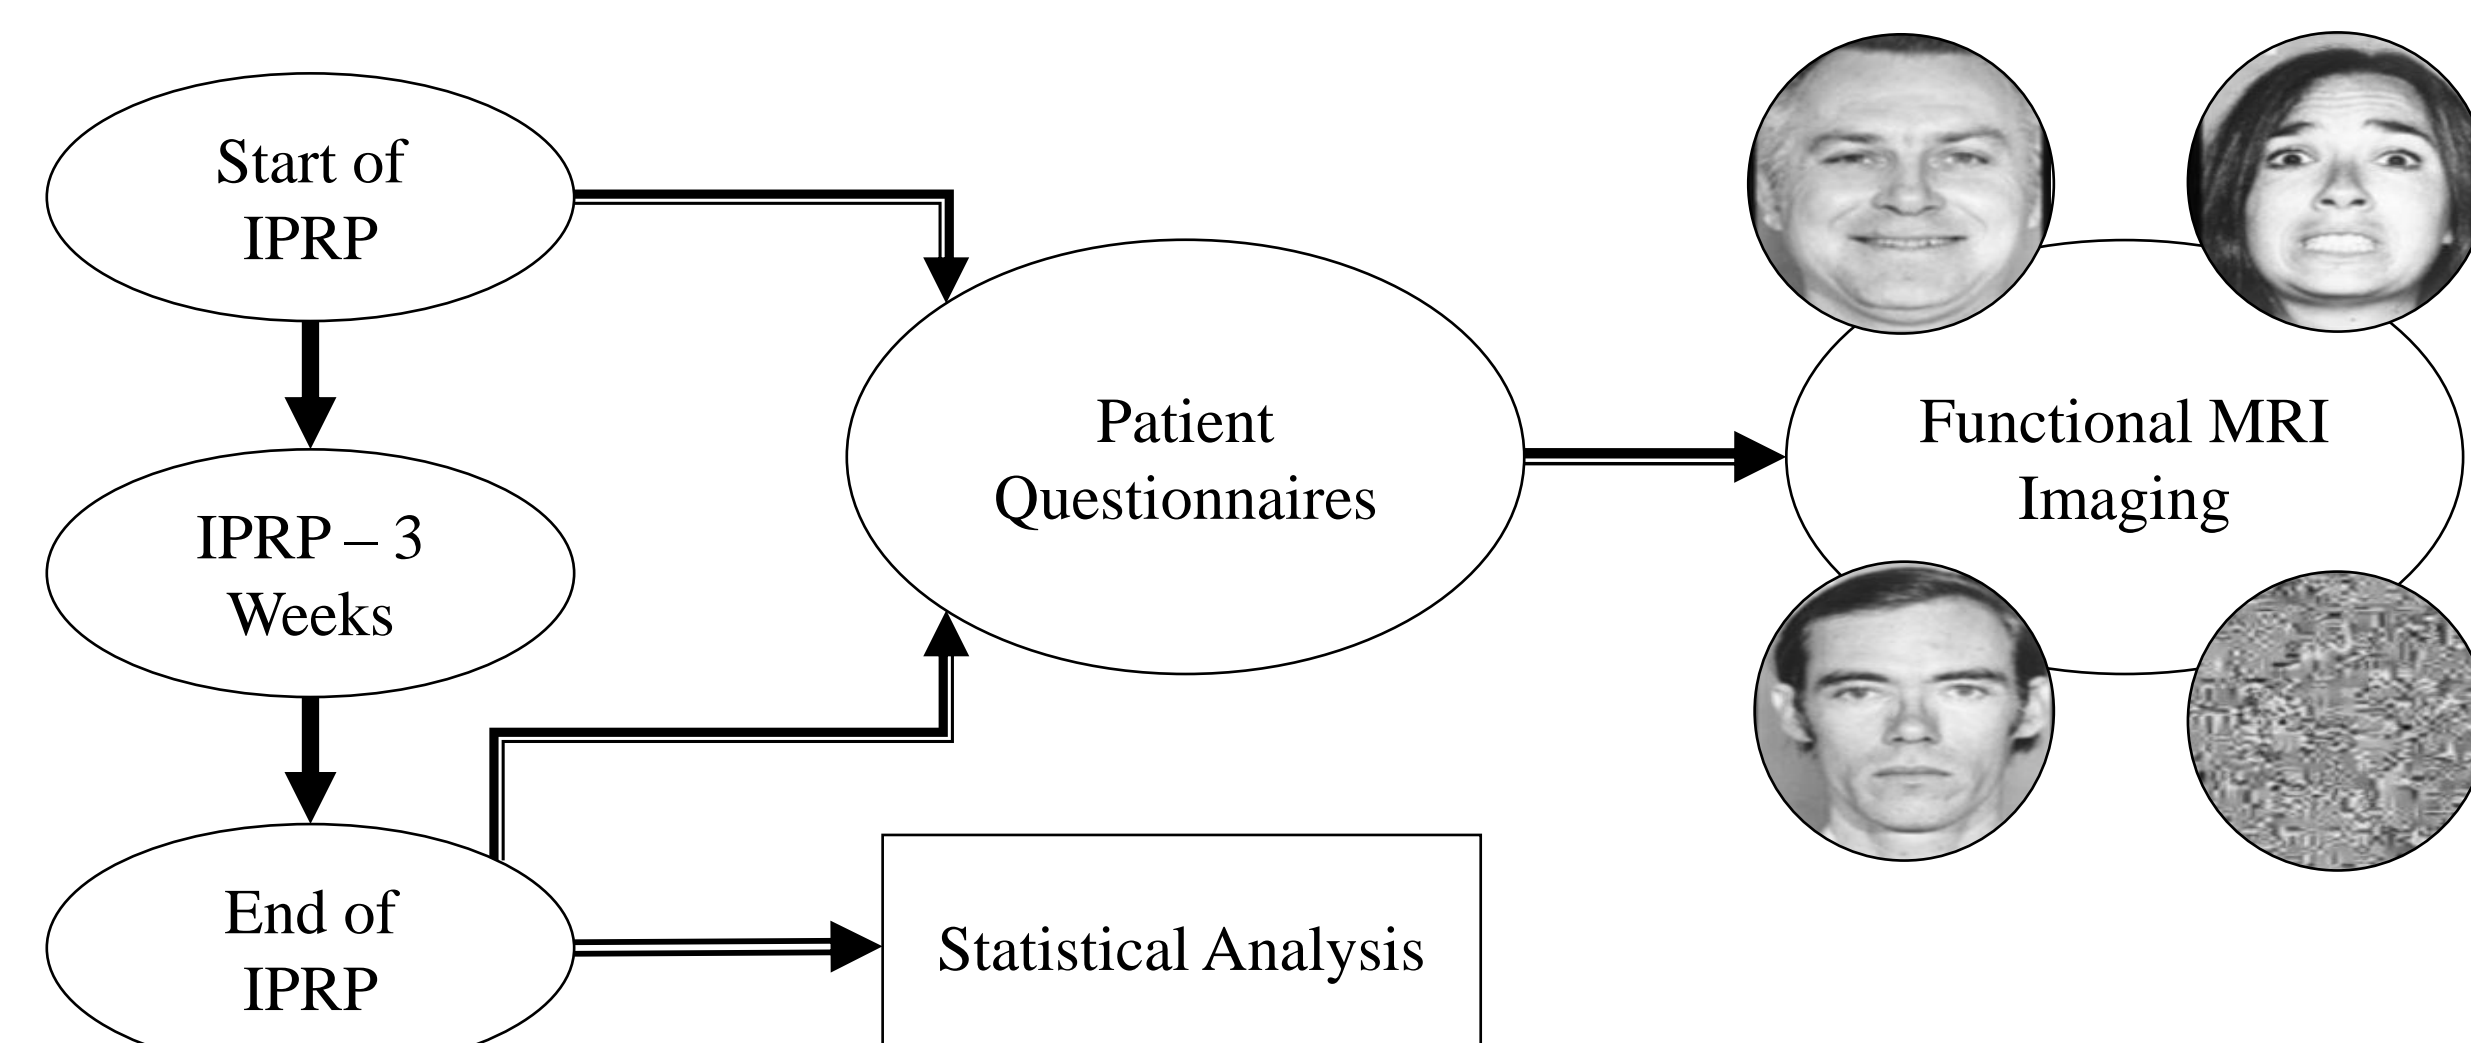 Start of
IPRP
IPRP – 3
Weeks
End of
IPRP
Patient
Questionnaires
Statistical Analysis
Functional MRI
Imaging